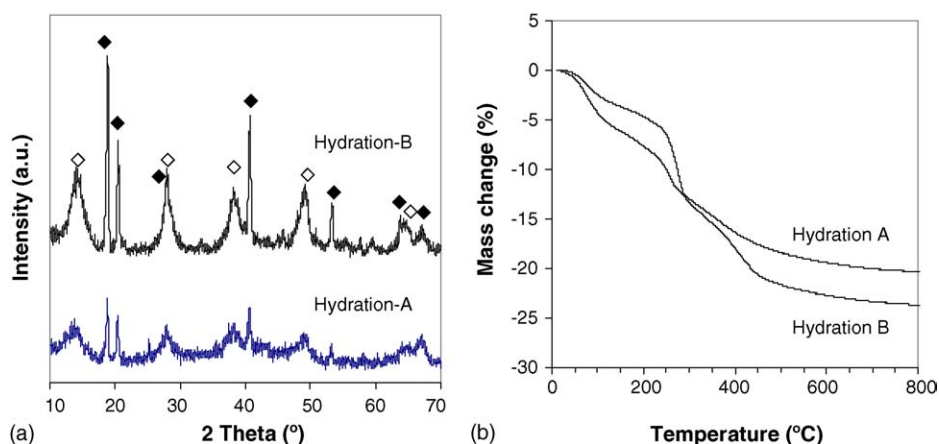 Intensity (a.u.)
Hydration-B
Hydration-A
10 20 30 40 50 60 70
(a)
2 Theta (°)
Mass change (%)
5
0
-5
-10
-15
-20
-25
-30
Hydration A
Hydration B
0 200 400 600 800
(b)
Temperature (ºC)